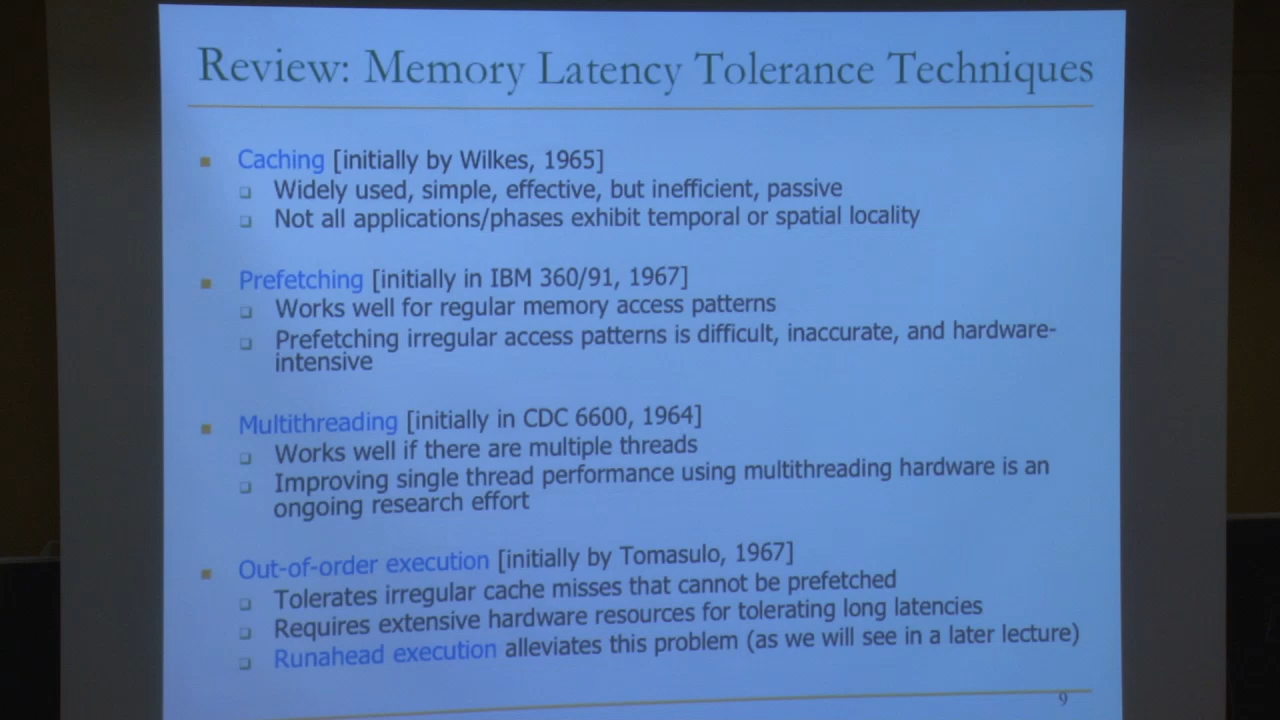 Review: Memory Latency Tolerance Techniques
Caching [initially by Wilkes, 1965]
Widely used, simple, effective, but inefficient, passive
Not all applications/phases exhibit temporal or spatial locality
Prefetching [initially in IBM 360/91, 1967]
Works well for regular memory access patterns
Prefetching irregular access patterns is difficult, inaccurate, and hardware-
intensive
Multithreading [initially in CDC 6600, 1964]
Works well if there are multiple threads
Improving single thread performance using multithreading hardware is an
ongoing research effort
Out-of-order execution [initially by Tomasulo, 1967]
Tolerates irregular cache misses that cannot be prefetched
Requires extensive hardware resources for tolerating long latencies
Runahead execution alleviates this problem (as we will see in a later lecture)
9